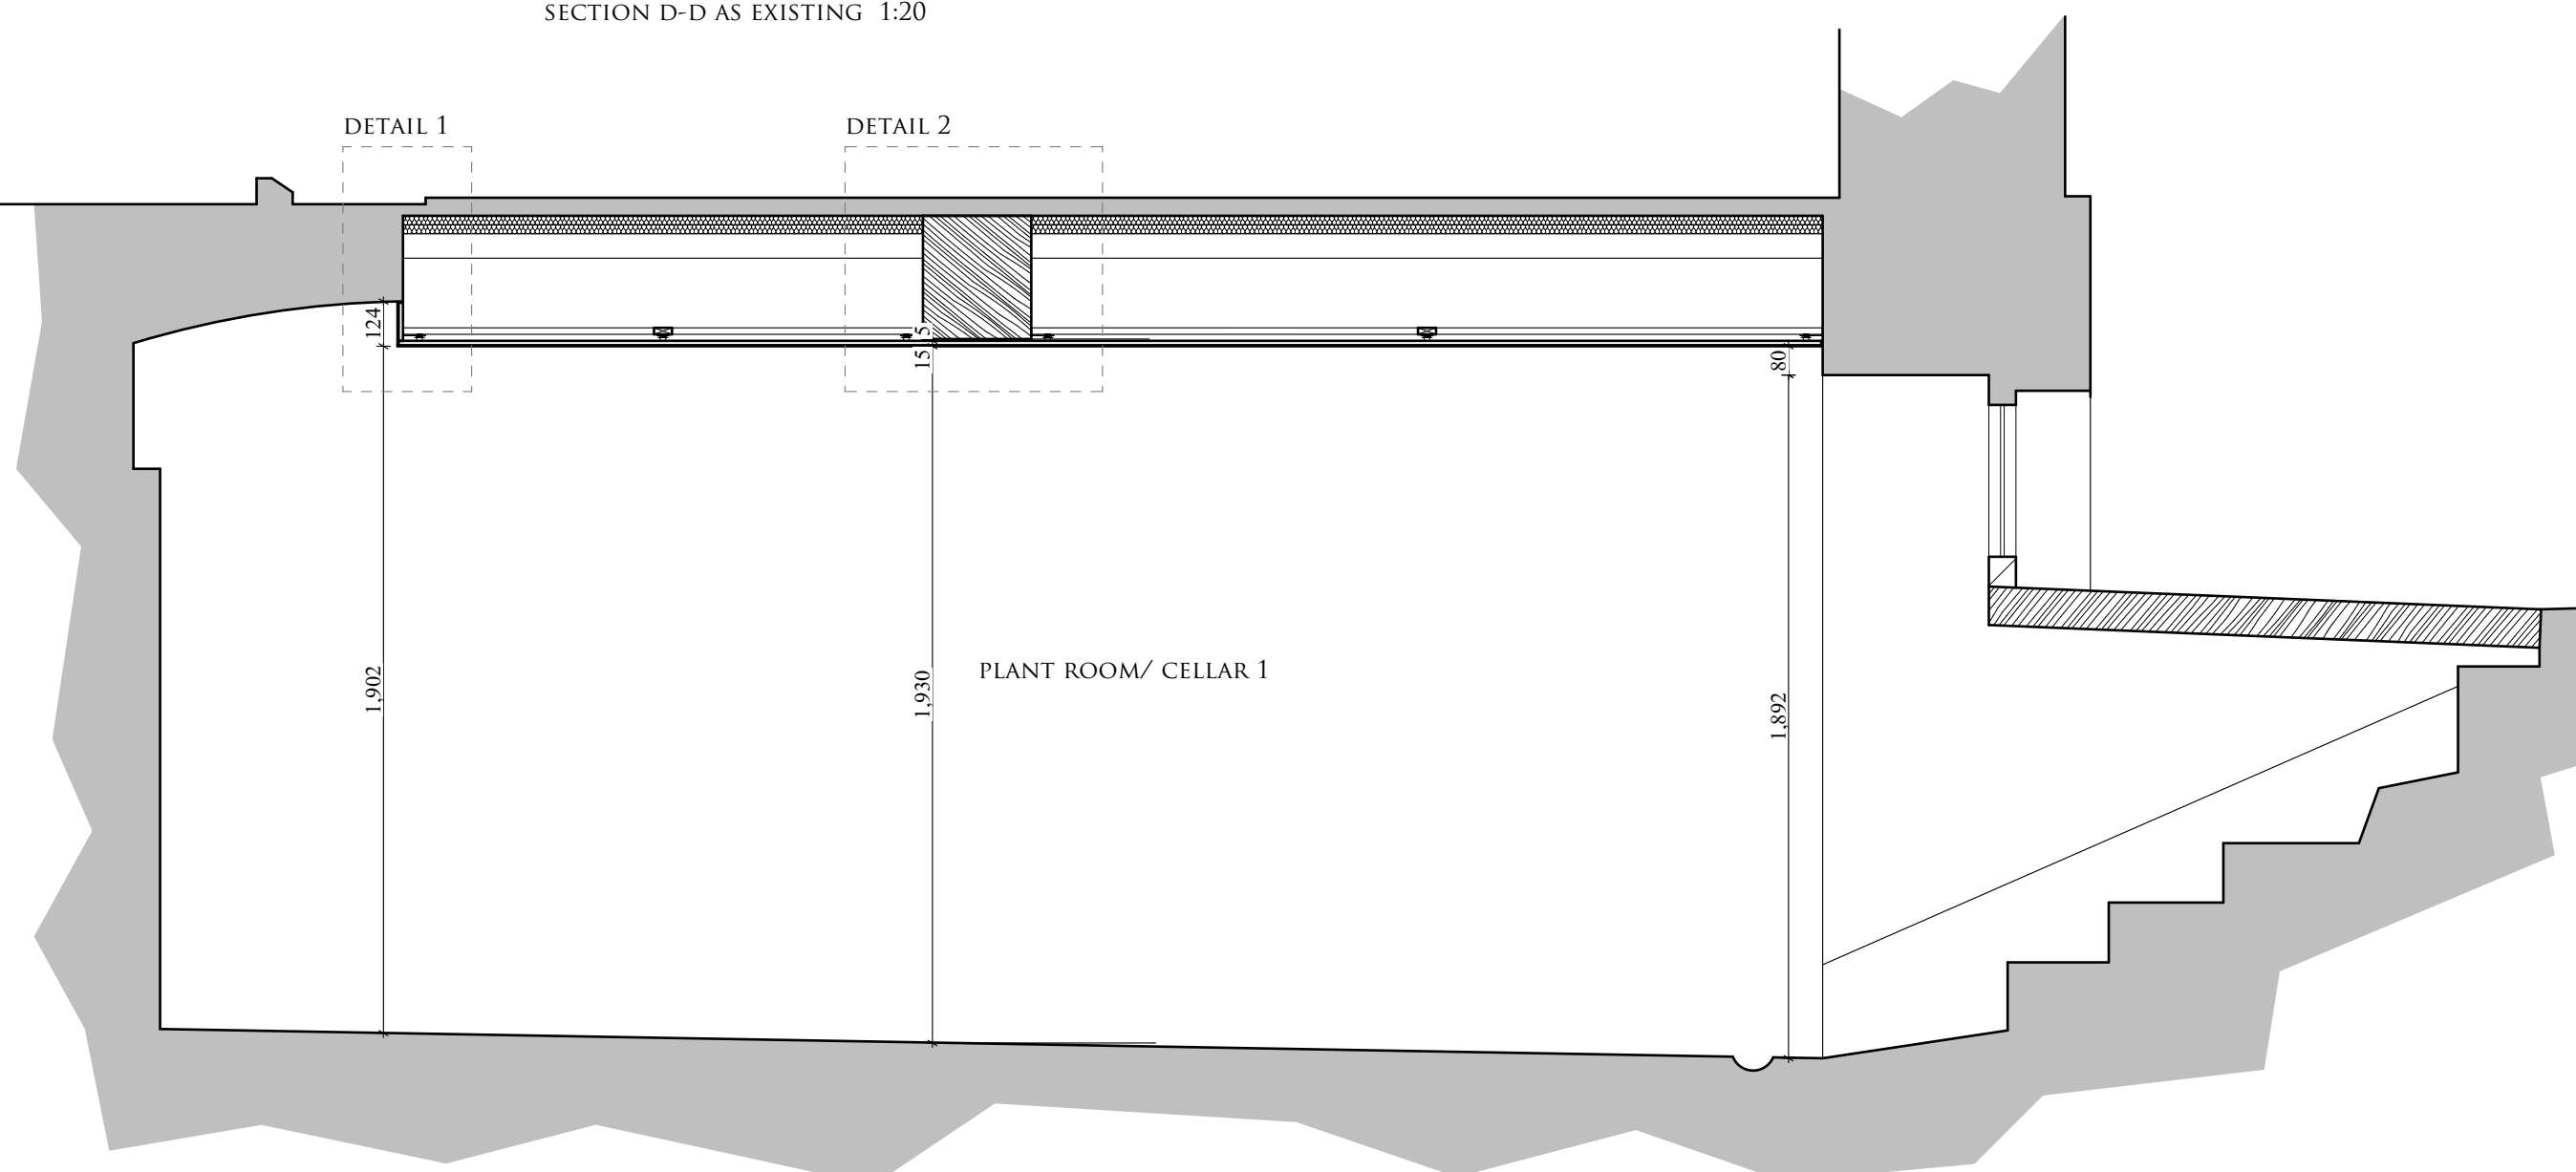 SECTION D-D AS EXISTING 1:20
DETAIL 1
DETAIL 2
124
15
15
80
1,902
1,930
PLANT ROOM/ CELLAR 1
1,892